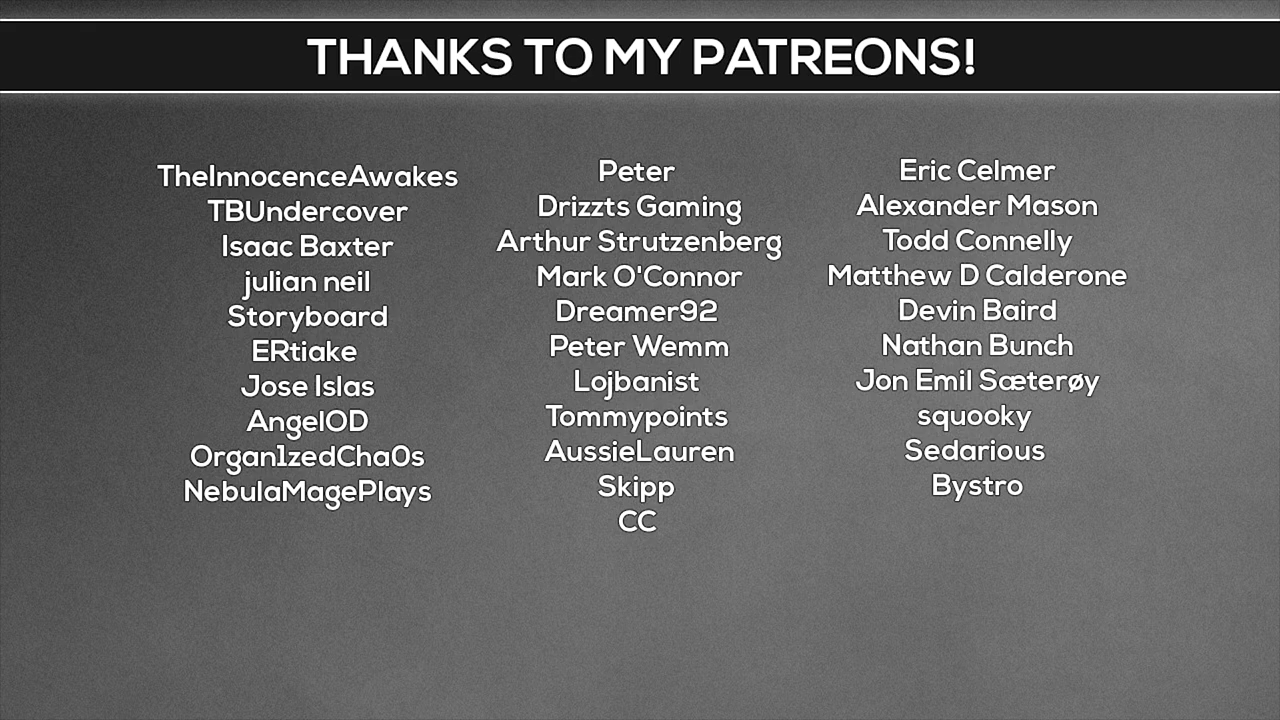 THANKS TO MY PATREONS!
TheInnocenceAwakes
TBUndercover
Isaac Baxter
julian neil
Storyboard
ERtiake
Jose Islas
AngelOD
Organ1zedCha0s
NebulaMagePlays
Peter
Drizzts Gaming
Arthur Strutzenberg
Mark O'Connor
Dreamer92
Peter Wemm
Lojbanist
Tommypoints
AussieLauren
Skipp
CC
Eric Celmer
Alexander Mason
Todd Connelly
Matthew D Calderone
Devin Baird
Nathan Bunch
Jon Emil Sæterøy
squooky
Sedarious
Bystro